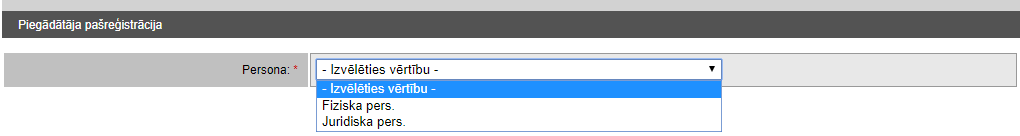 Piegādātāja pašreģistrācija
Persona: *
- Izvēlēties vērtību -
- Izvēlēties vērtību -
Fiziska pers.
Juridiska pers.